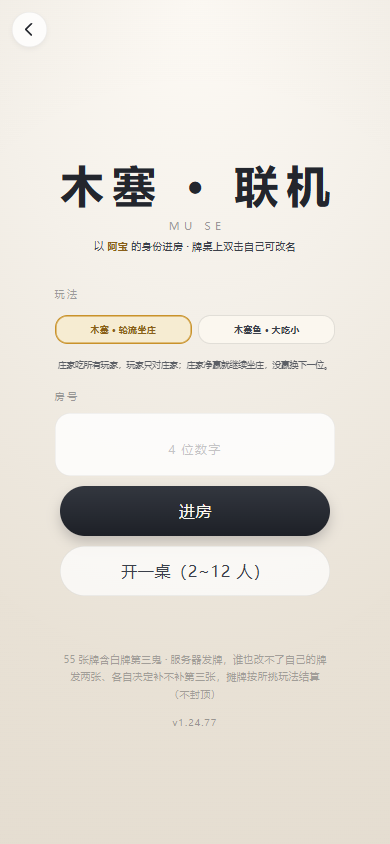 木塞 • 联机
MUSE
以 阿宝 的身份进房 · 牌桌上双击自己可改名
玩法
木塞 • 轮流坐庄
木塞鱼 • 大吃小
庄家吃所有玩家，玩家只对庄家；庄家净赢就继续坐庄，没赢换下一位。
房号
4 位数字
进房
开一桌（2~12 人）
55 张牌含白牌第三鬼 · 服务器发牌，谁也改不了自己的牌
发两张、各自决定补不补第三张，摊牌按所挑玩法结算
（不封顶）
v1.24.77